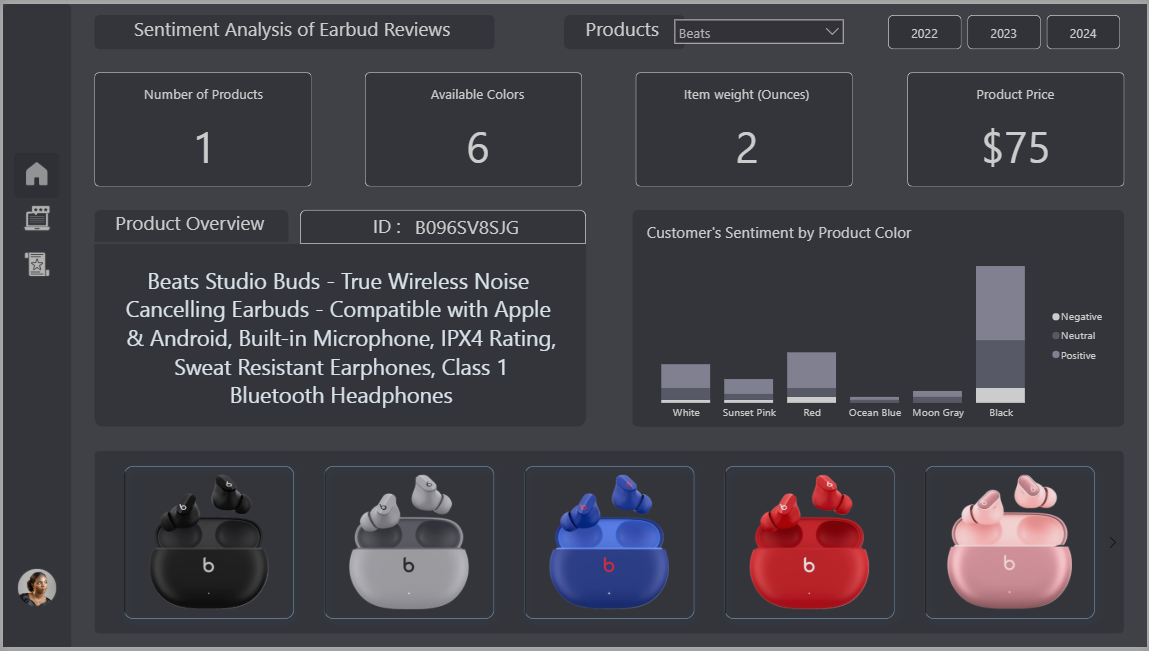 Sentiment Analysis of Earbud Reviews
Products
Beats
2022
2023
2024
Number of Products
1
Available Colors
6
Item weight (Ounces)
2
Product Price
$75
Product Overview
ID : B096SV8SJG
Beats Studio Buds - True Wireless Noise
Cancelling Earbuds - Compatible with Apple
& Android, Built-in Microphone, IPX4 Rating,
Sweat Resistant Earphones, Class 1
Bluetooth Headphones
Customer's Sentiment by Product Color
Negative
Neutral
Positive
White
Sunset Pink
Red
Ocean Blue
Moon Gray
Black
b
b
b
b
b